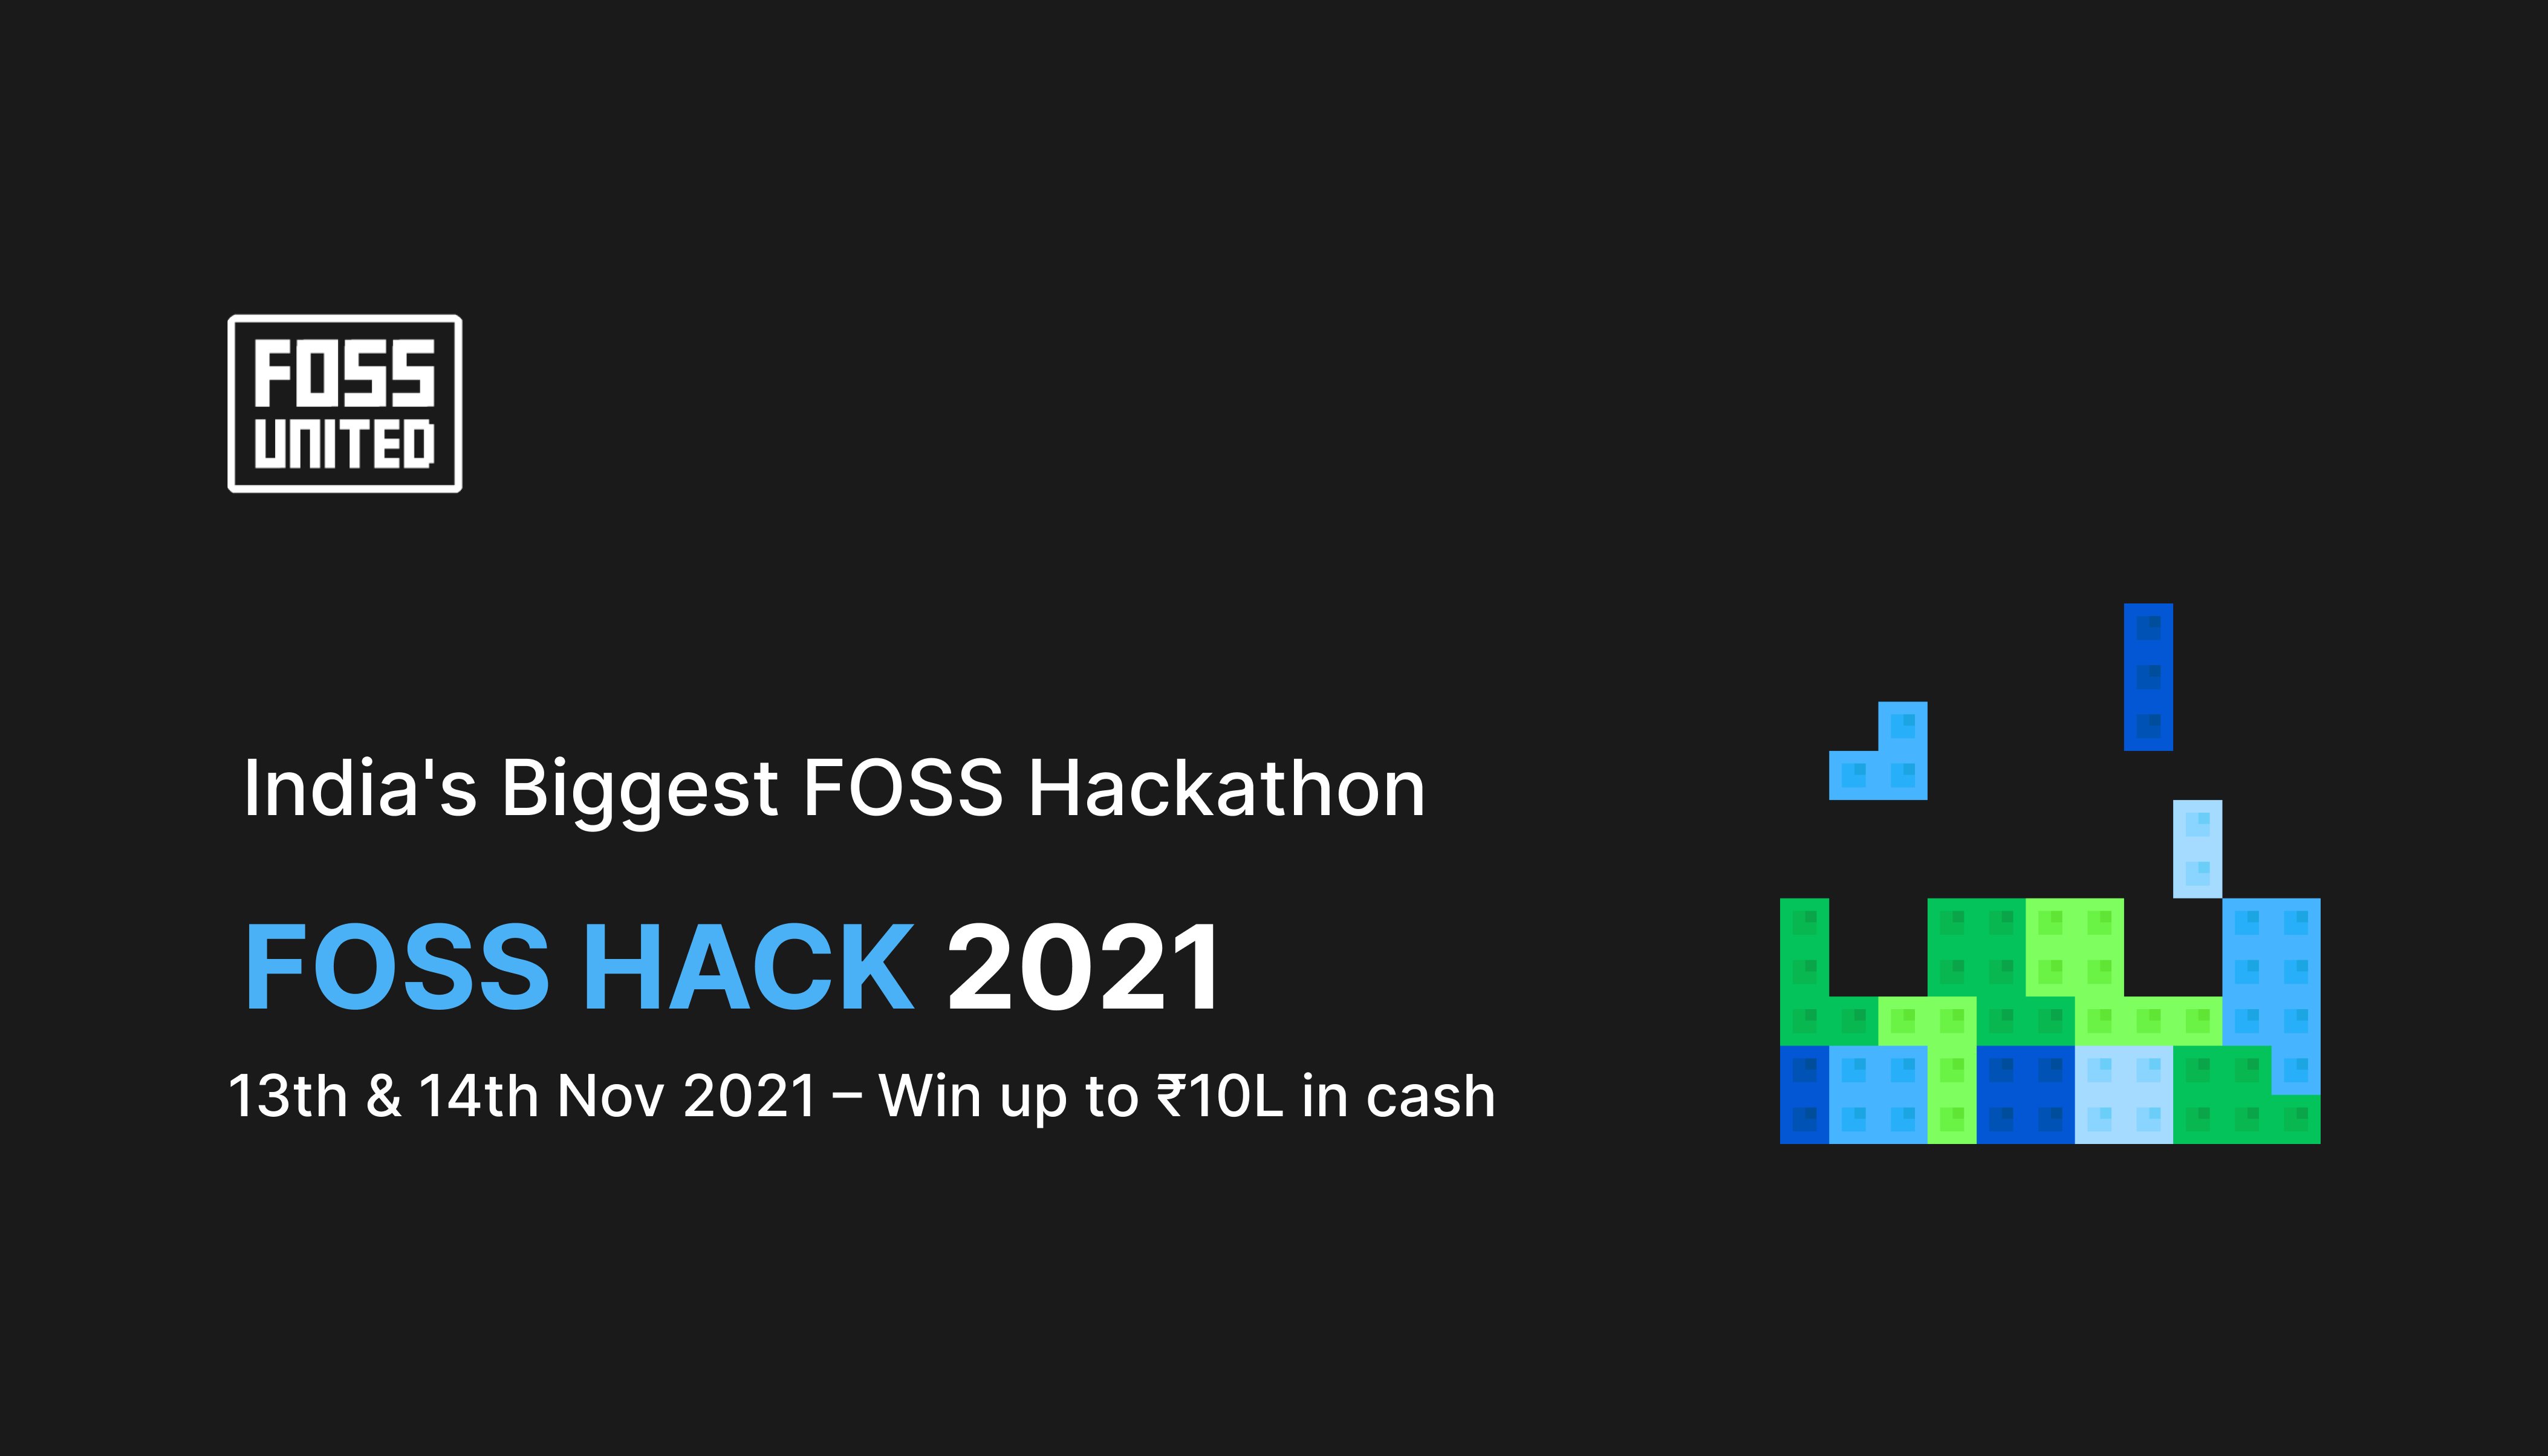 FOSS
UNITED
India's Biggest FOSS Hackathon
FOSS HACK 2021
13th & 14th Nov 2021 – Win up to ₹10L in cash